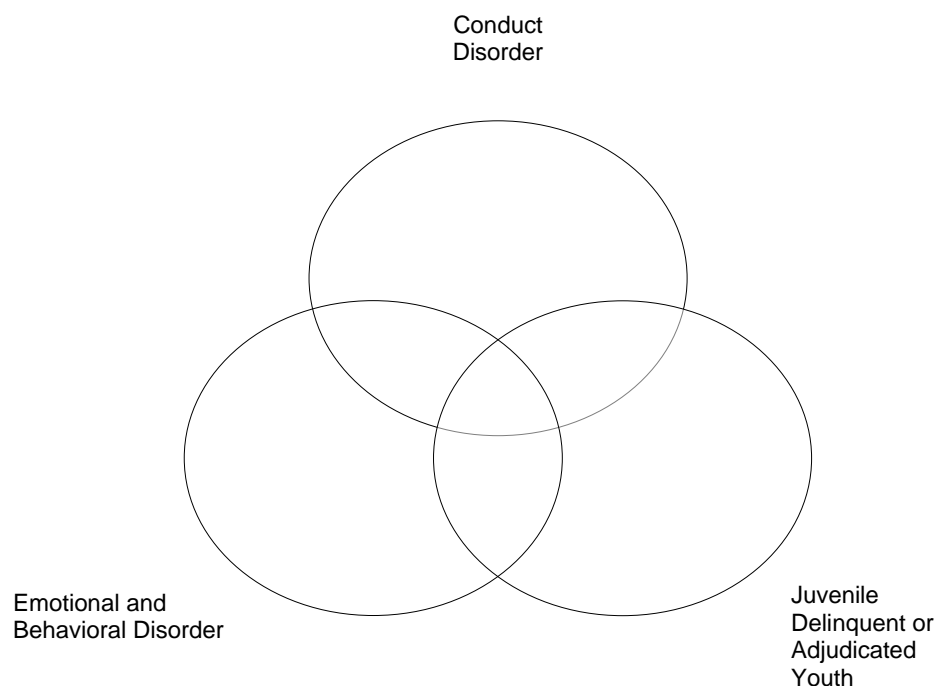 Conduct
Disorder
Emotional and
Behavioral Disorder
Juvenile
Delinquent or
Adjudicated
Youth